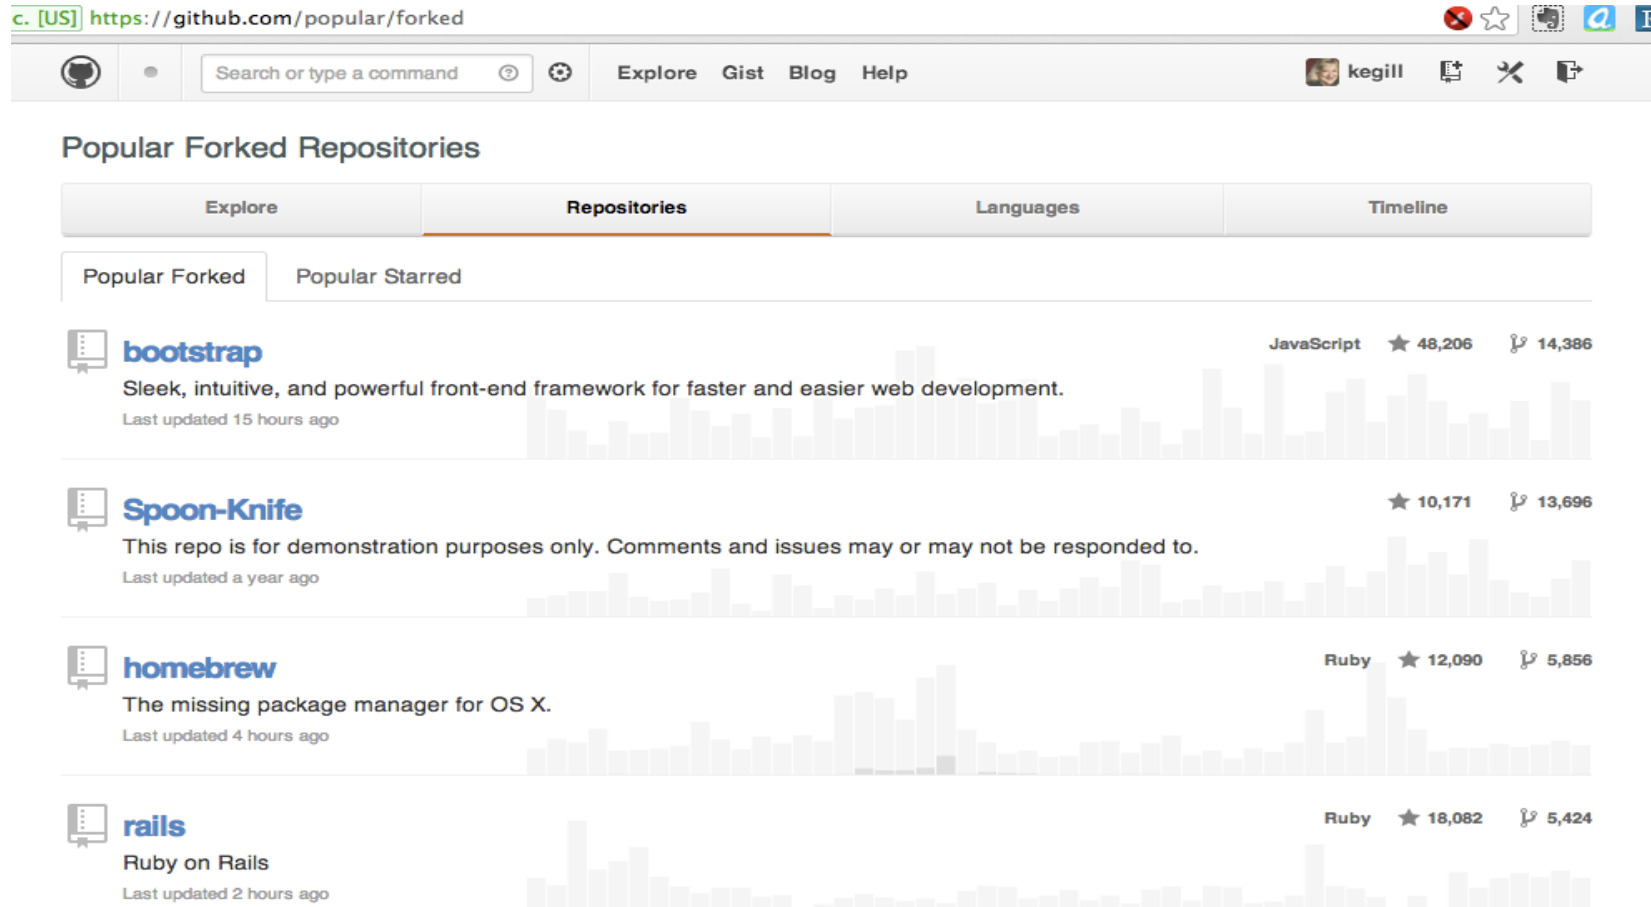 c. [US] https://github.com/popular/forked
Search or type a command
Explore Gist Blog Help
kegill
Popular Forked Repositories
Explore Repositories Languages Timeline
Popular Forked Popular Starred
bootstrap JavaScript 48,206 14,386
Sleek, intuitive, and powerful front-end framework for faster and easier web development.
Last updated 15 hours ago
Spoon-Knife 10,171 13,696
This repo is for demonstration purposes only. Comments and issues may or may not be responded to.
Last updated a year ago
homebrew Ruby 12,090 5,856
The missing package manager for OS X.
Last updated 4 hours ago
rails Ruby 18,082 5,424
Ruby on Rails
Last updated 2 hours ago